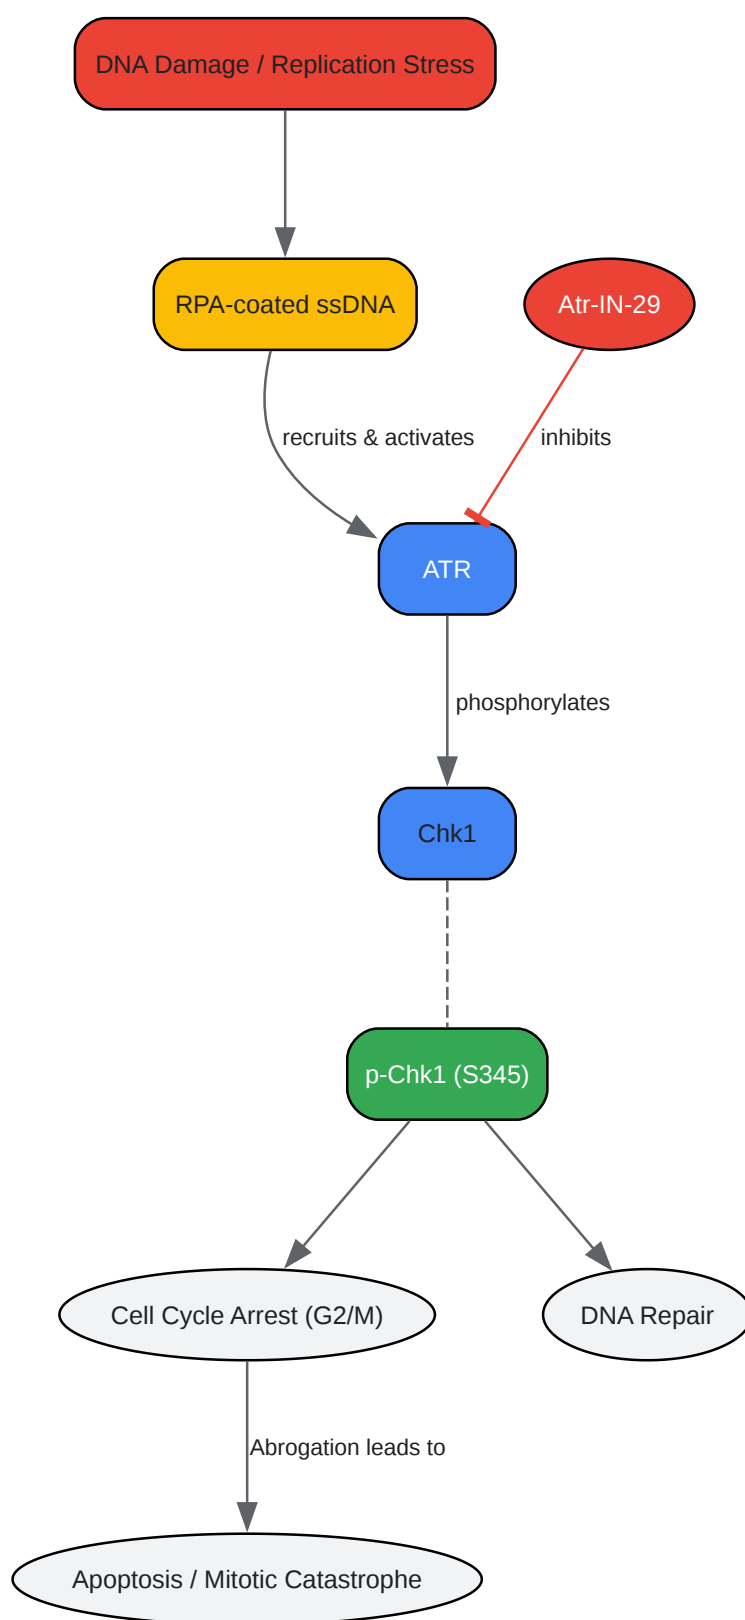 DNA Damage / Replication Stress
RPA-coated ssDNA
Atr-IN-29
recruits & activates
inhibits
ATR
phosphorylates
Chk1
p-Chk1 (S345)
Cell Cycle Arrest (G2/M)
DNA Repair
Abrogation leads to
Apoptosis / Mitotic Catastrophe